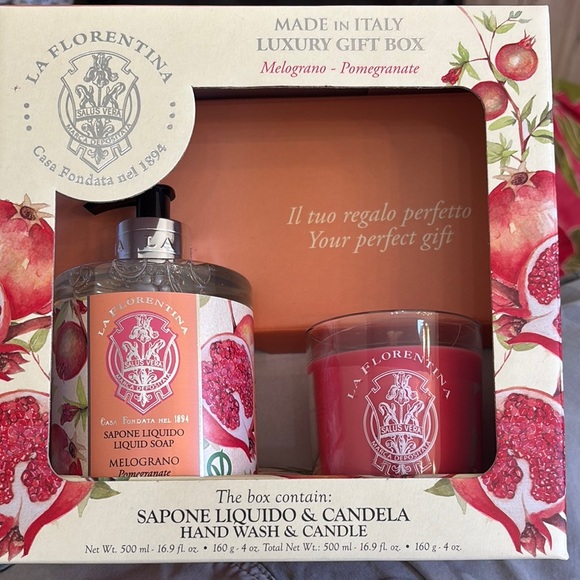 LA FLORENTINA
SALUS VERA
MARCA DEPOSITATA
Casa Fondata nel 1894
MADE IN ITALY
LUXURY GIFT BOX
Melograno - Pomegranate
Il tuo regalo perfetto
Your perfect gift
A LA
LA FLORENTINA
SALUS VERA
MARCA DEPOSITATA
CASA FONDATA NEL 1894
SAPONE LIQUIDO
LIQUID SOAP
MELOGRANO
Pomegranate
LA FLORENTINA
SALUS VERA
MARCA DEPOSITATA
The box contain:
SAPONE LIQUIDO & CANDELA
HAND WASH & CANDLE
Net Wt. 500 ml - 16.9 fl. oz. • 160 g - 4 oz. Total Net Wt.: 500 ml - 16.9 fl. oz. • 160 g - 4 oz.